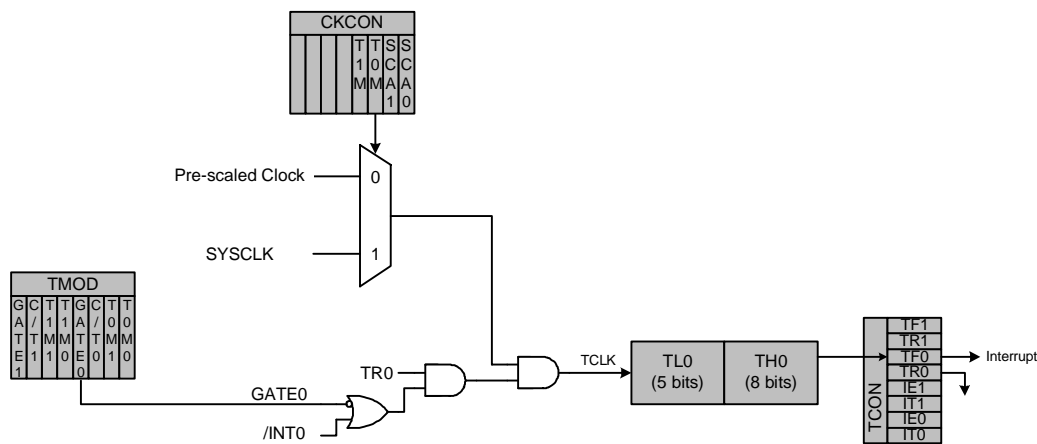 CKCON
T1M
T0M
SCA1
SCA0
Pre-scaled Clock
0
SYSCLK
1
TMOD
GATE1
C/T1
T1M1
T1M0
GATE0
C/T0
T0M1
T0M0
GATE0
/INT0
TR0
TCLK
TL0
(5 bits)
TH0
(8 bits)
TCON
TF1
TR1
TF0
TR0
IE1
IT1
IE0
IT0
Interrupt